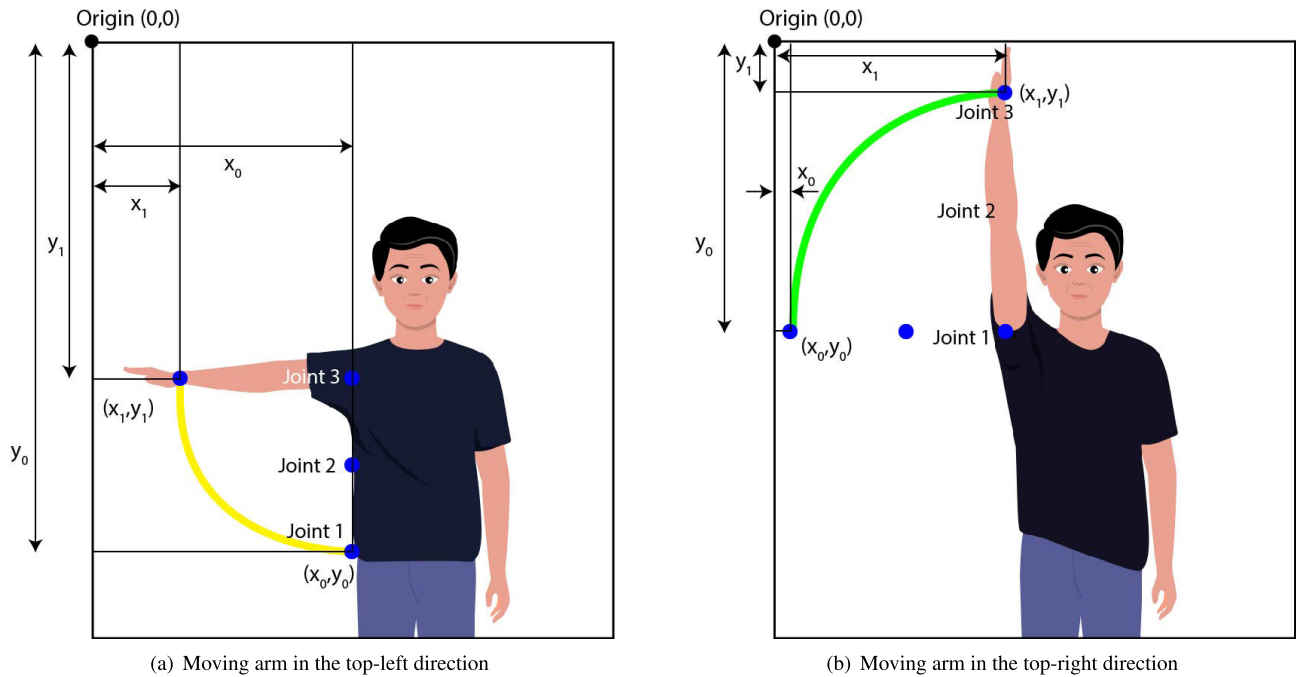 Origin (0,0)
x₀
x₁
y₁
y₀
Joint 3
(x₁,y₁)
Joint 2
Joint 1
(x₀,y₀)
(a) Moving arm in the top-left direction
Origin (0,0)
y₁
x₁
(x₁,y₁)
Joint 3
x₀
Joint 2
y₀
Joint 1
(x₀,y₀)
(b) Moving arm in the top-right direction